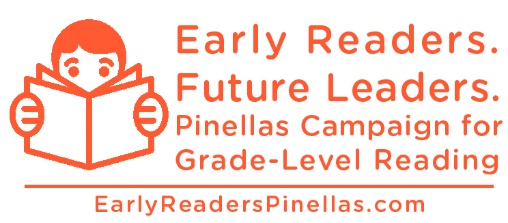 Early Readers.
Future Leaders.
Pinellas Campaign for
Grade-Level Reading
EarlyReadersPinellas.com